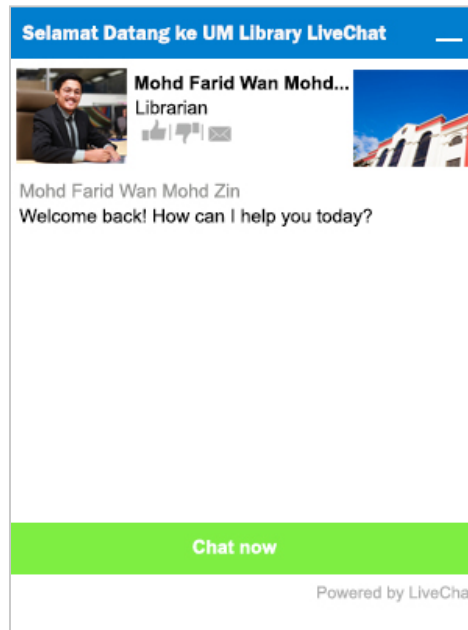 Selamat Datang ke UM Library LiveChat
Mohd Farid Wan Mohd...
Librarian
Mohd Farid Wan Mohd Zin
Welcome back! How can I help you today?
Chat now
Powered by LiveCha